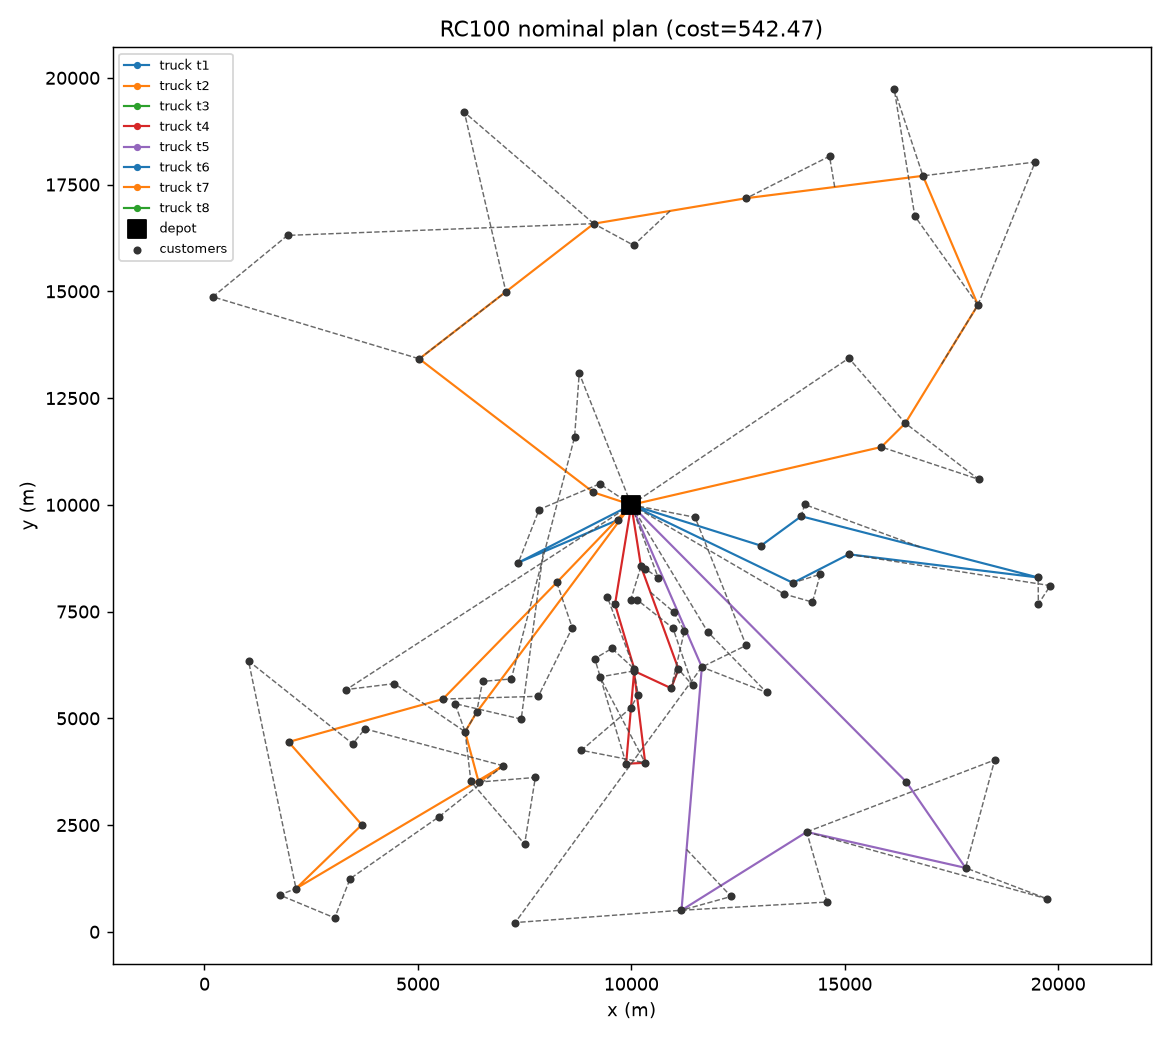 RC100 nominal plan (cost=542.47)
truck t1
truck t2
truck t3
truck t4
truck t5
truck t6
truck t7
truck t8
depot
customers
20000
17500
15000
12500
10000
7500
5000
2500
0
y (m)
0
5000
10000
15000
20000
x (m)